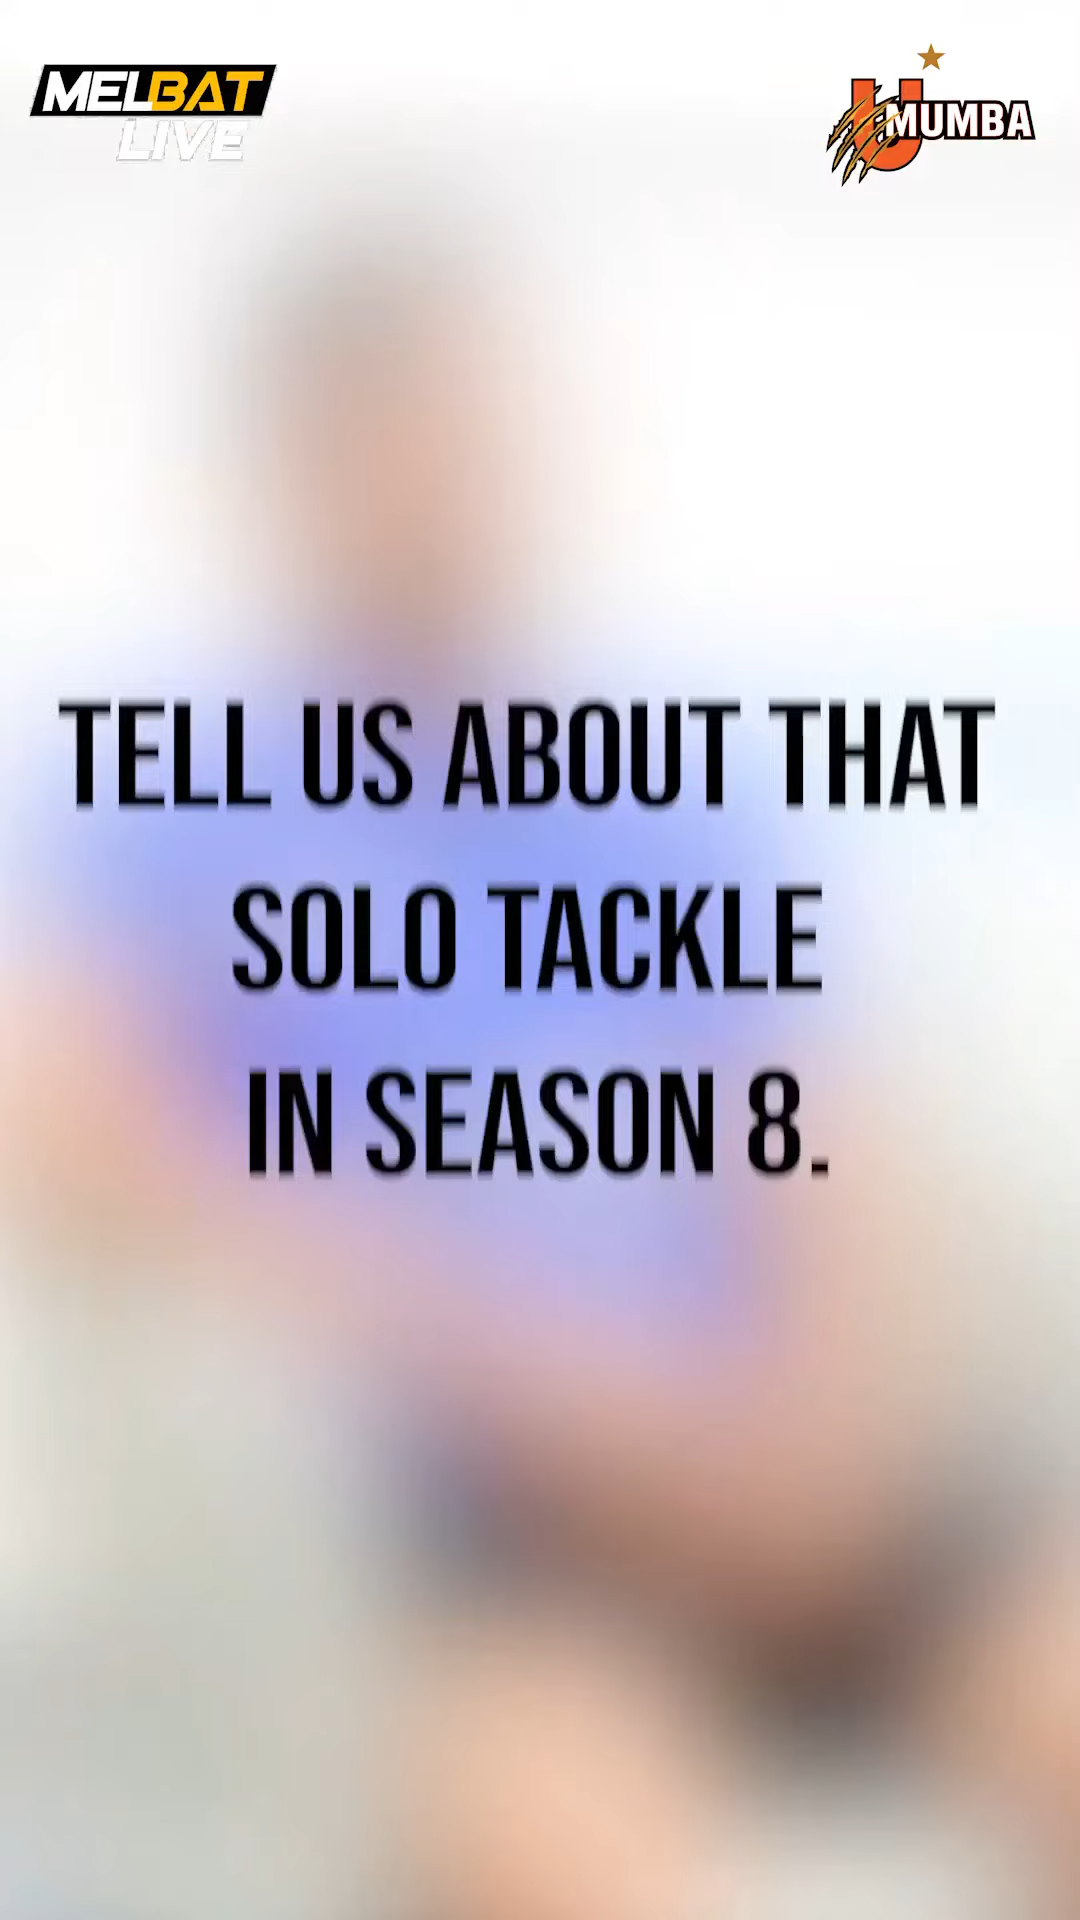 MELBAT
LIVE
U MUMBA
TELL US ABOUT THAT
SOLO TACKLE
IN SEASON 8.